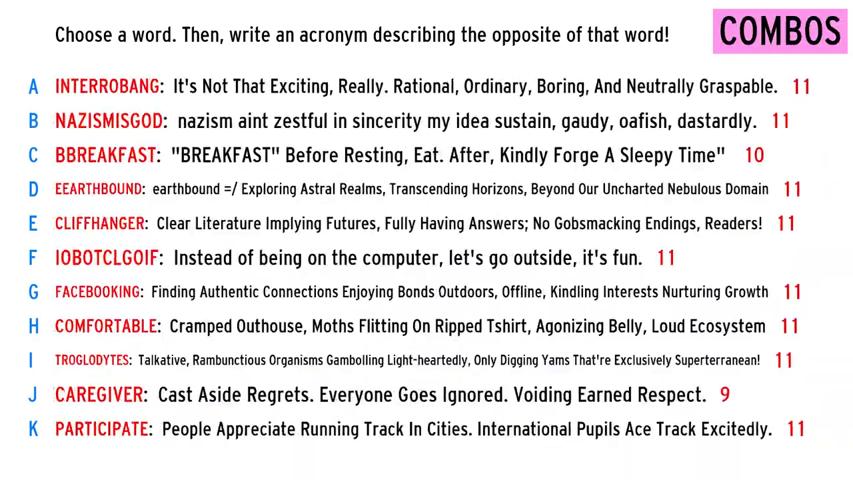 Choose a word. Then, write an acronym describing the opposite of that word!
COMBOS
A INTERROBANG: It's Not That Exciting, Really. Rational, Ordinary, Boring, And Neutrally Graspable. 11
B NAZISMISGOD: nazism aint zestful in sincerity my idea sustain, gaudy, oafish, dastardly. 11
C BBREAKFAST: "BREAKFAST" Before Resting, Eat. After, Kindly Forge A Sleepy Time" 10
D EEARTHBOUND: earthbound =/ Exploring Astral Realms, Transcending Horizons, Beyond Our Uncharted Nebulous Domain 11
E CLIFFHANGER: Clear Literature Implying Futures, Fully Having Answers; No Gobsmacking Endings, Readers! 11
F IOBOTCLGOIF: Instead of being on the computer, let's go outside, it's fun. 11
G FACEBOOKING: Finding Authentic Connections Enjoying Bonds Outdoors, Offline, Kindling Interests Nurturing Growth 11
H COMFORTABLE: Cramped Outhouse, Moths Flitting On Ripped Tshirt, Agonizing Belly, Loud Ecosystem 11
I TROGLODYTES: Talkative, Rambunctious Organisms Gambolling Light-heartedly, Only Digging Yams That're Exclusively Superterranean! 11
J CAREGIVER: Cast Aside Regrets. Everyone Goes Ignored. Voiding Earned Respect. 9
K PARTICIPATE: People Appreciate Running Track In Cities. International Pupils Ace Track Excitedly. 11